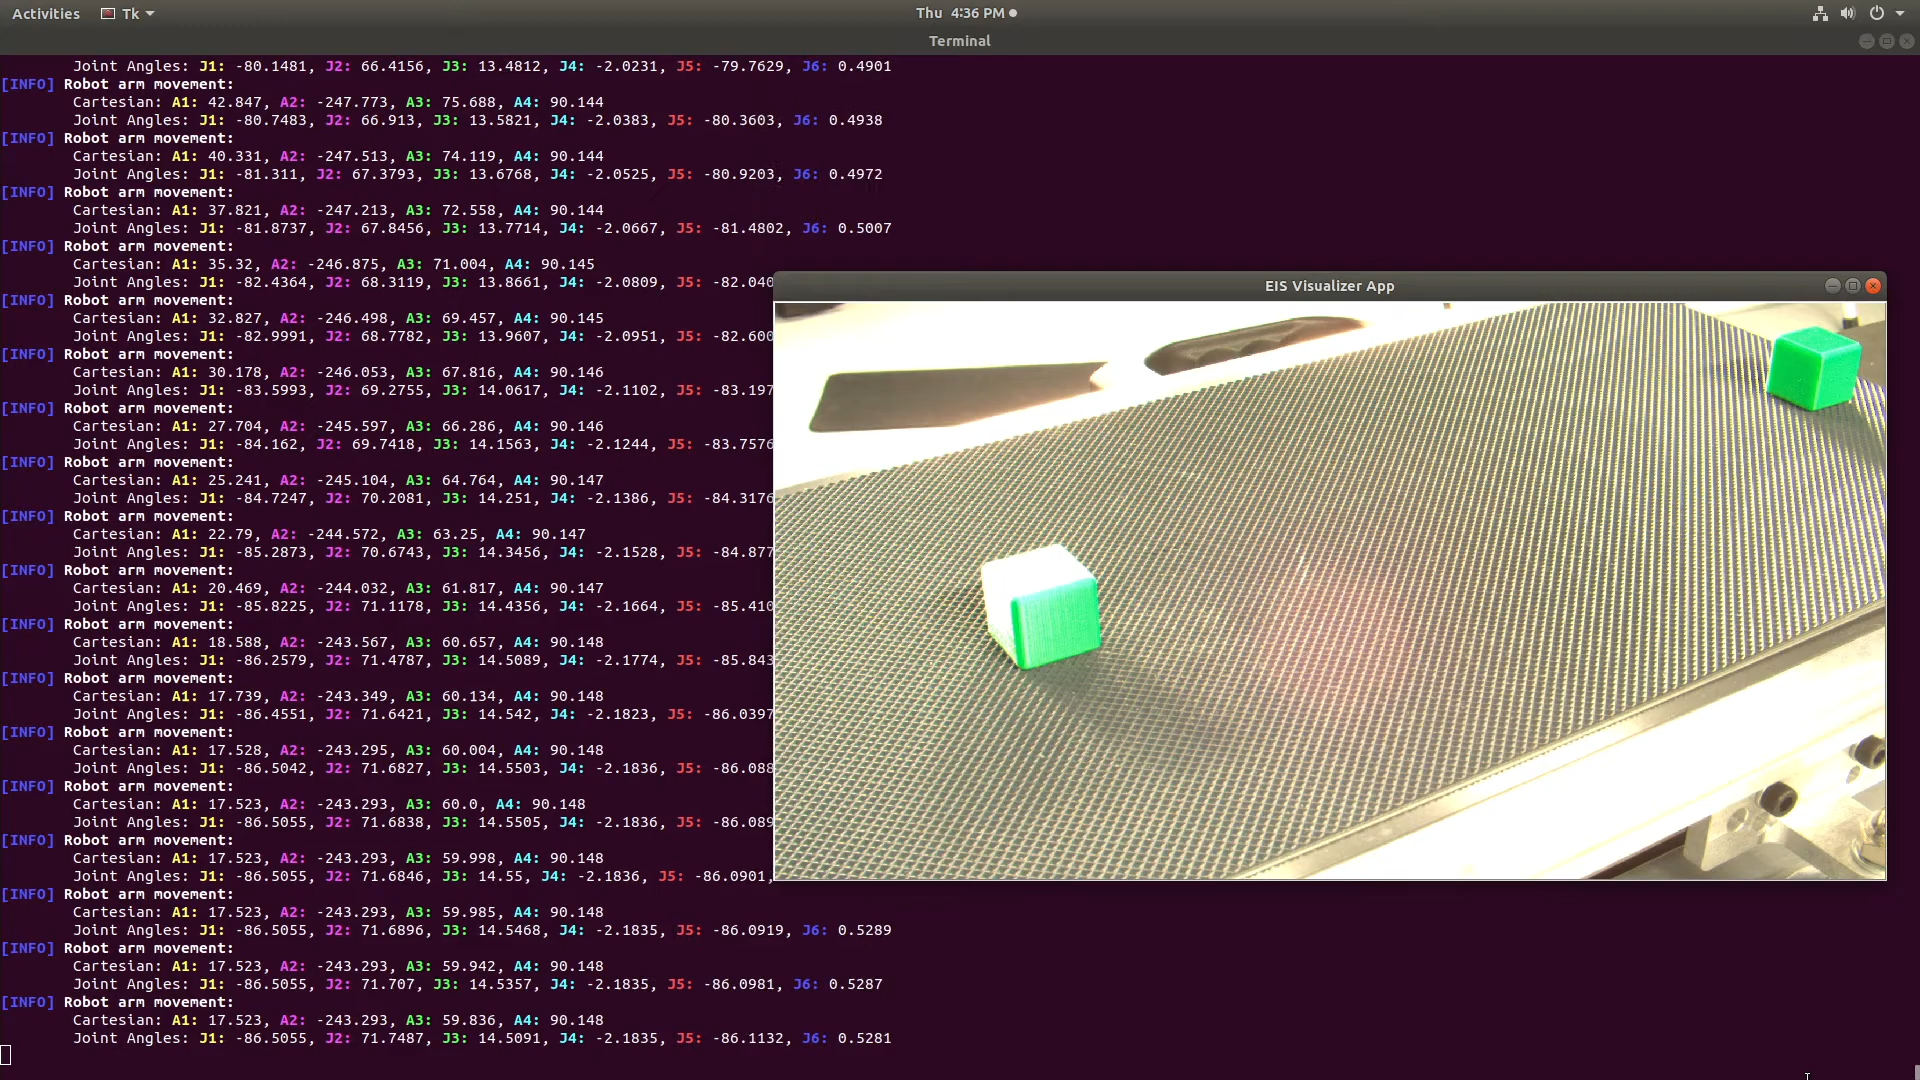 Activities Tk Thu 4:36 PM
Terminal
Joint Angles: J1: -80.1481, J2: 66.4156, J3: 13.4812, J4: -2.0231, J5: -79.7629, J6: 0.4901
[INFO] Robot arm movement:
Cartesian: A1: 42.847, A2: -247.773, A3: 75.688, A4: 90.144
Joint Angles: J1: -80.7483, J2: 66.913, J3: 13.5821, J4: -2.0383, J5: -80.3603, J6: 0.4938
[INFO] Robot arm movement:
Cartesian: A1: 40.331, A2: -247.513, A3: 74.119, A4: 90.144
Joint Angles: J1: -81.311, J2: 67.3793, J3: 13.6768, J4: -2.0525, J5: -80.9203, J6: 0.4972
[INFO] Robot arm movement:
Cartesian: A1: 37.821, A2: -247.213, A3: 72.558, A4: 90.144
Joint Angles: J1: -81.8737, J2: 67.8456, J3: 13.7714, J4: -2.0667, J5: -81.4802, J6: 0.5007
[INFO] Robot arm movement:
Cartesian: A1: 35.32, A2: -246.875, A3: 71.004, A4: 90.145
Joint Angles: J1: -82.4364, J2: 68.3119, J3: 13.8661, J4: -2.0809, J5: -82.040
EIS Visualizer App
[INFO] Robot arm movement:
Cartesian: A1: 32.827, A2: -246.498, A3: 69.457, A4: 90.145
Joint Angles: J1: -82.9991, J2: 68.7782, J3: 13.9607, J4: -2.0951, J5: -82.600
[INFO] Robot arm movement:
Cartesian: A1: 30.178, A2: -246.053, A3: 67.816, A4: 90.146
Joint Angles: J1: -83.5993, J2: 69.2755, J3: 14.0617, J4: -2.1102, J5: -83.197
[INFO] Robot arm movement:
Cartesian: A1: 27.704, A2: -245.597, A3: 66.286, A4: 90.146
Joint Angles: J1: -84.162, J2: 69.7418, J3: 14.1563, J4: -2.1244, J5: -83.7576
[INFO] Robot arm movement:
Cartesian: A1: 25.241, A2: -245.104, A3: 64.764, A4: 90.147
Joint Angles: J1: -84.7247, J2: 70.2081, J3: 14.251, J4: -2.1386, J5: -84.3176
[INFO] Robot arm movement:
Cartesian: A1: 22.79, A2: -244.572, A3: 63.25, A4: 90.147
Joint Angles: J1: -85.2873, J2: 70.6743, J3: 14.3456, J4: -2.1528, J5: -84.877
[INFO] Robot arm movement:
Cartesian: A1: 20.469, A2: -244.032, A3: 61.817, A4: 90.147
Joint Angles: J1: -85.8225, J2: 71.1178, J3: 14.4356, J4: -2.1664, J5: -85.410
[INFO] Robot arm movement:
Cartesian: A1: 18.588, A2: -243.567, A3: 60.657, A4: 90.148
Joint Angles: J1: -86.2579, J2: 71.4787, J3: 14.5089, J4: -2.1774, J5: -85.843
[INFO] Robot arm movement:
Cartesian: A1: 17.739, A2: -243.349, A3: 60.134, A4: 90.148
Joint Angles: J1: -86.4551, J2: 71.6421, J3: 14.542, J4: -2.1823, J5: -86.0397
[INFO] Robot arm movement:
Cartesian: A1: 17.528, A2: -243.295, A3: 60.004, A4: 90.148
Joint Angles: J1: -86.5042, J2: 71.6827, J3: 14.5503, J4: -2.1836, J5: -86.088
[INFO] Robot arm movement:
Cartesian: A1: 17.523, A2: -243.293, A3: 60.0, A4: 90.148
Joint Angles: J1: -86.5055, J2: 71.6838, J3: 14.5505, J4: -2.1836, J5: -86.089
[INFO] Robot arm movement:
Cartesian: A1: 17.523, A2: -243.293, A3: 59.998, A4: 90.148
Joint Angles: J1: -86.5055, J2: 71.6846, J3: 14.55, J4: -2.1836, J5: -86.0901,
[INFO] Robot arm movement:
Cartesian: A1: 17.523, A2: -243.293, A3: 59.985, A4: 90.148
Joint Angles: J1: -86.5055, J2: 71.6896, J3: 14.5468, J4: -2.1835, J5: -86.0919, J6: 0.5289
[INFO] Robot arm movement:
Cartesian: A1: 17.523, A2: -243.293, A3: 59.942, A4: 90.148
Joint Angles: J1: -86.5055, J2: 71.707, J3: 14.5357, J4: -2.1835, J5: -86.0981, J6: 0.5287
[INFO] Robot arm movement:
Cartesian: A1: 17.523, A2: -243.293, A3: 59.836, A4: 90.148
Joint Angles: J1: -86.5055, J2: 71.7487, J3: 14.5091, J4: -2.1835, J5: -86.1132, J6: 0.5281